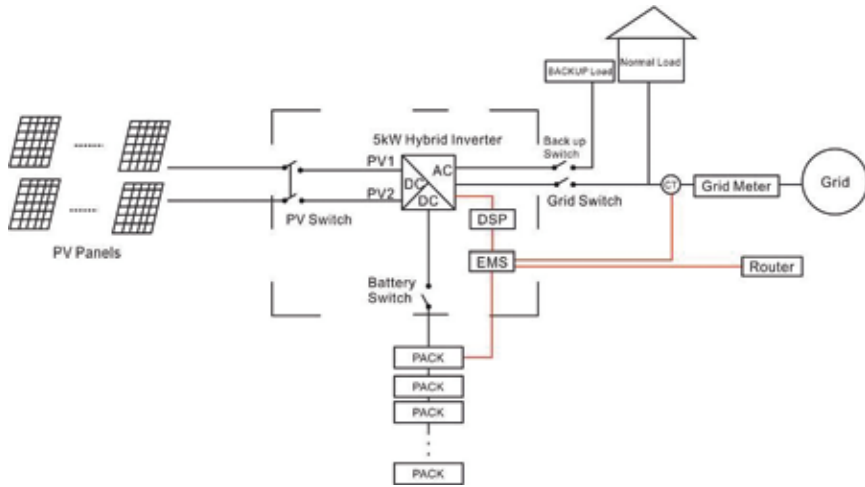 BACKUP Load
Normal Load
5kW Hybrid Inverter
Back up
Switch
PV1
AC
DC
PV2
DC
CT
Grid Meter
Grid
PV Switch
DSP
Grid Switch
PV Panels
EMS
Router
Battery
Switch
PACK
PACK
PACK
PACK